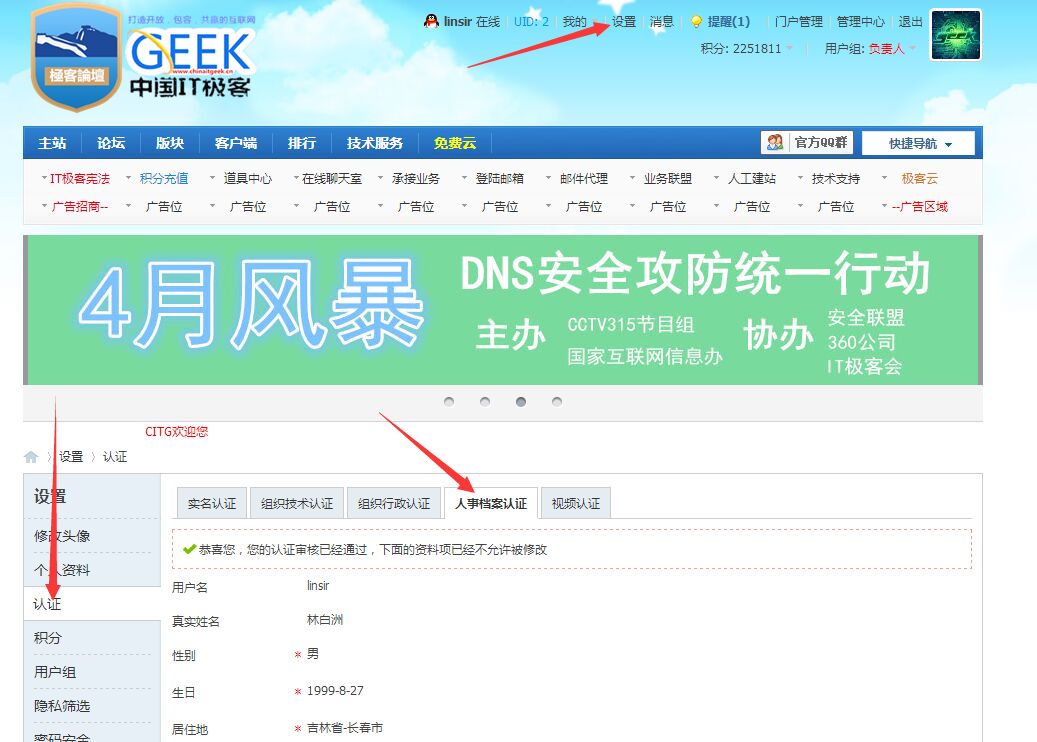 打造开放，包容，共赢的互联网
GEEK
www.chinaitgeek.cn
極客論壇
中国IT极客
linsir 在线 UID: 2 我的 设置 消息 提醒(1) 门户管理 管理中心 退出
积分: 2251811 用户组: 负责人
主站 论坛 版块 客户端 排行 技术服务 免费云 官方QQ群 快捷导航
IT极客宪法 积分充值 道具中心 在线聊天室 承接业务 登陆邮箱 邮件代理 业务联盟 人工建站 技术支持 极客云
广告招商-- 广告位 广告位 广告位 广告位 广告位 广告位 广告位 广告位 广告位 --广告区域
4月风暴
DNS安全攻防统一行动
主办
CCTV315节目组
国家互联网信息办
协办
安全联盟
360公司
IT极客会
CITG欢迎您
设置 〉 认证
设置
修改头像
个人资料
认证
积分
用户组
隐私筛选
密码安全
实名认证 组织技术认证 组织行政认证 人事档案认证 视频认证
恭喜您，您的认证审核已经通过，下面的资料项已经不允许被修改
用户名 linsir
真实姓名 林白洲
性别 * 男
生日 * 1999-8-27
居住地 * 吉林省-长春市